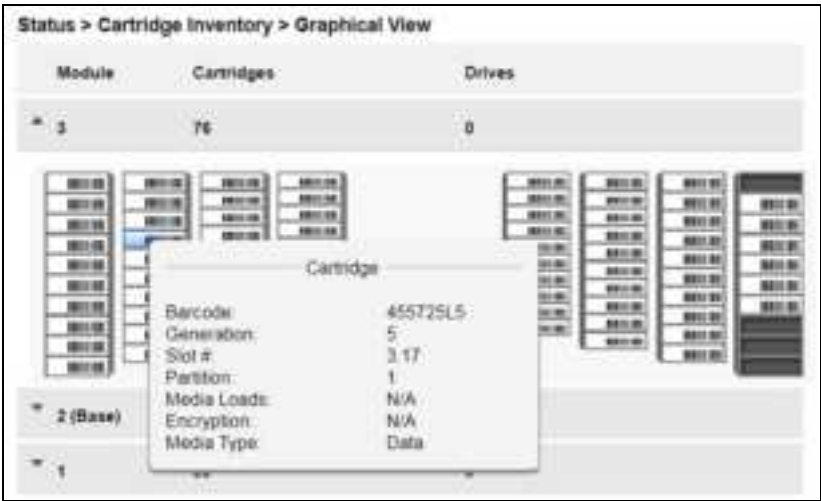 Status > Cartridge Inventory > Graphical View
Module Cartridges Drives
3 76 0
Cartridge
Barcode: 455725L5
Generation: 5
Slot #: 3.17
Partition: 1
Media Loads: N/A
Encryption: N/A
Media Type: Data
2 (Base)
1